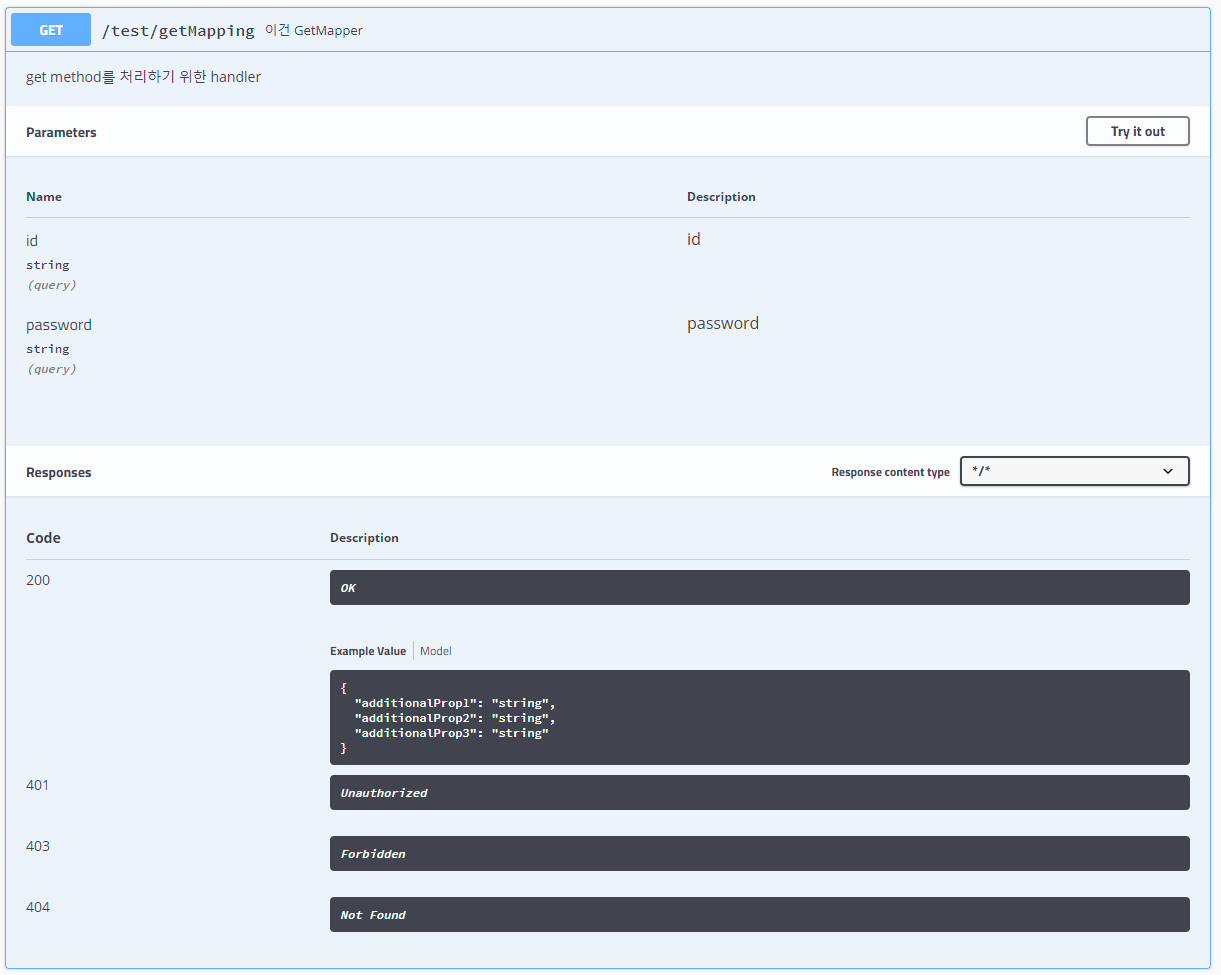 GET /test/getMapping 이건 GetMapper
get method를 처리하기 위한 handler
Parameters Try it out
Name Description
id id
string
(query)
password password
string
(query)
Responses Response content type */*
Code Description
200 OK
Example Value Model
{
"additionalProp1": "string",
"additionalProp2": "string",
"additionalProp3": "string"
}
401 Unauthorized
403 Forbidden
404 Not Found